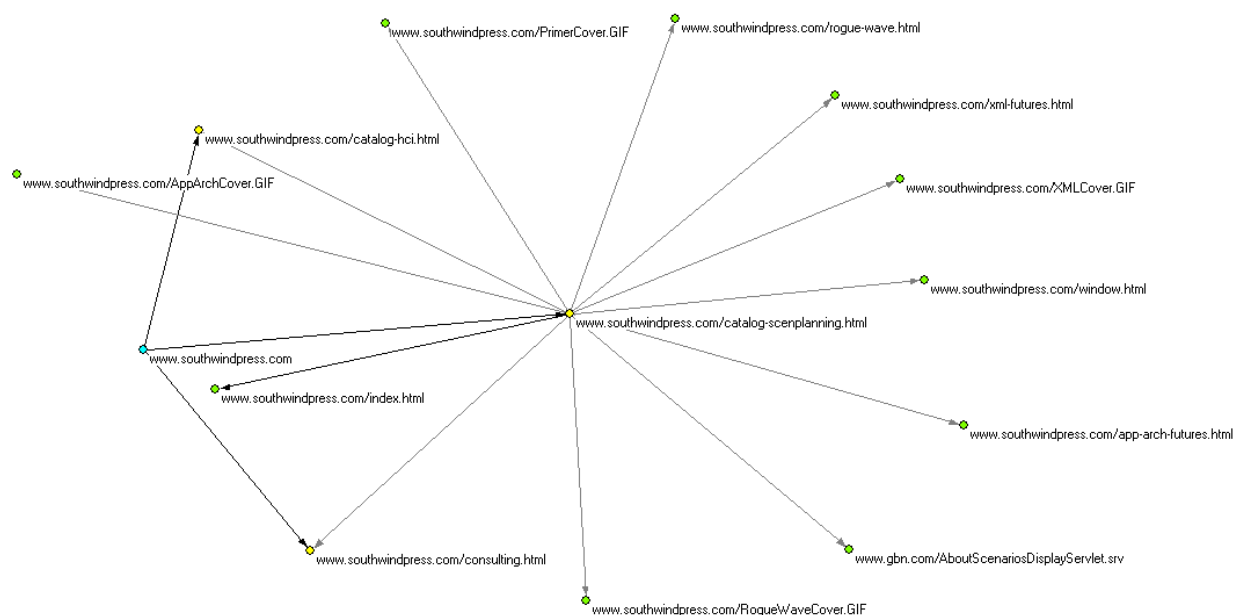 www.southwindpress.com/PrimerCover.GIF
www.southwindpress.com/rogue-wave.html
www.southwindpress.com/xml-futures.html
www.southwindpress.com/catalog-hci.html
www.southwindpress.com/AppArchCover.GIF
www.southwindpress.com/XMLCover.GIF
www.southwindpress.com/window.html
www.southwindpress.com/catalog-scenplanning.html
www.southwindpress.com
www.southwindpress.com/index.html
www.southwindpress.com/app-arch-futures.html
www.southwindpress.com/consulting.html
www.gbn.com/AboutScenariosDisplayServlet.srv
www.southwindpress.com/RogueWaveCover.GIF